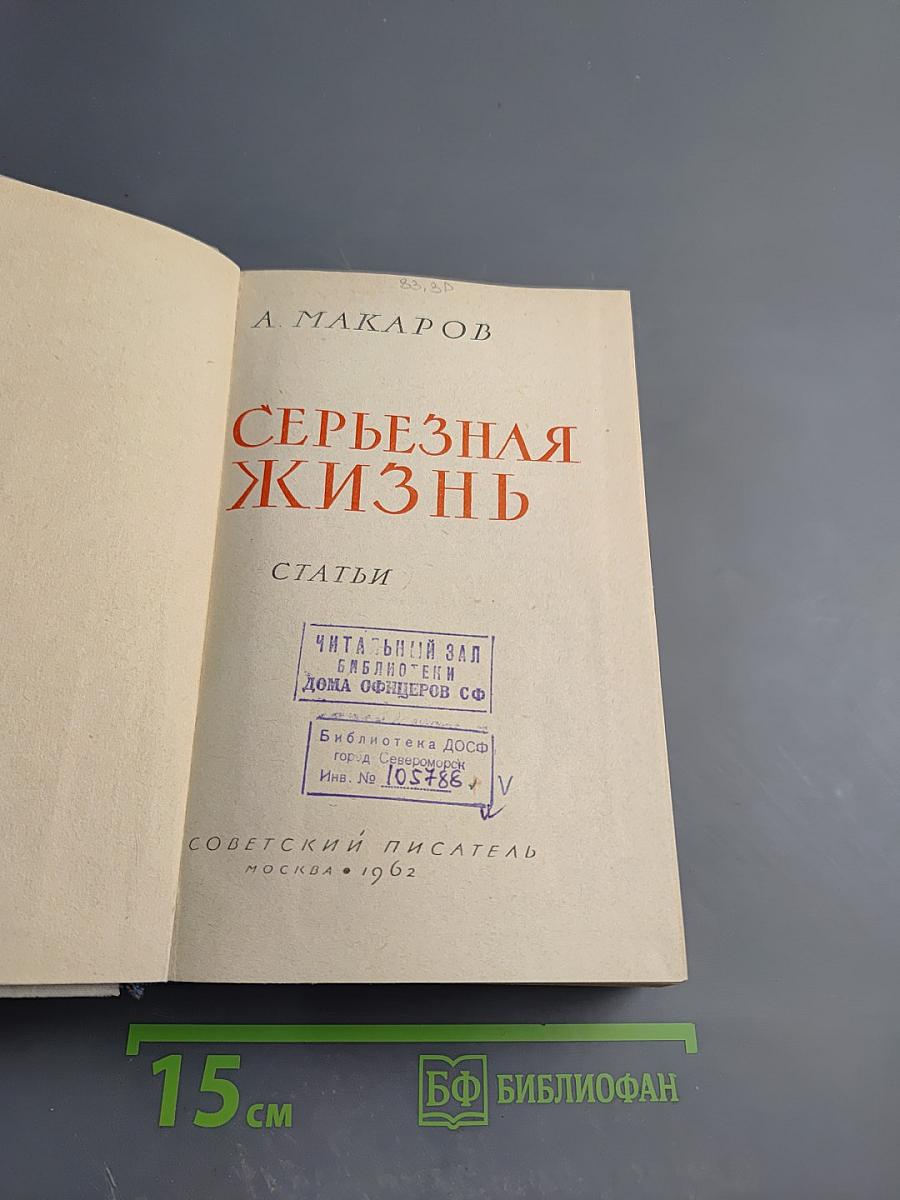 83,3Р
А. МАКАРОВ
СЕРЬЕЗНАЯ
ЖИЗНЬ
СТАТЬИ
ЧИТАЛЬНЫЙ ЗАЛ
БИБЛИОТЕКИ
ДОМА ОФИЦЕРОВ СФ
Библиотека ДОСФ
город Североморск
Инв. № 105786
СОВЕТСКИЙ ПИСАТЕЛЬ
МОСКВА • 1962
15 см
БФ БИБЛИОФАН